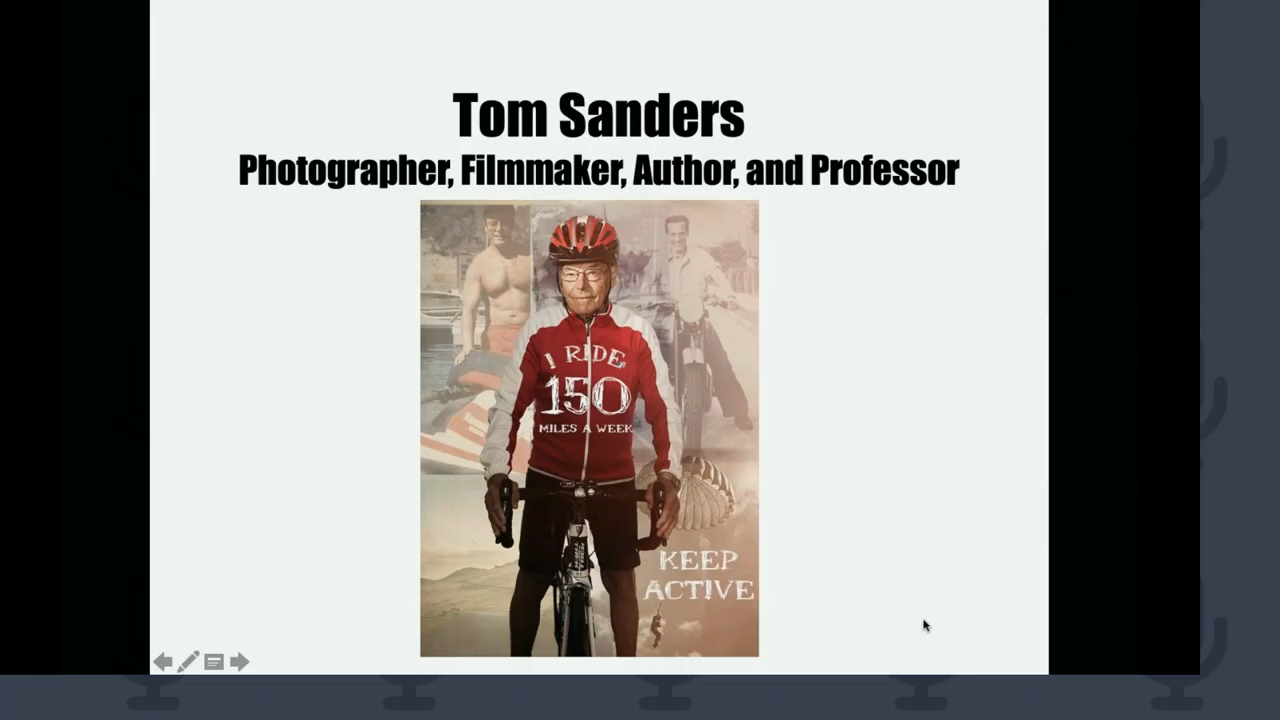 Tom Sanders
Photographer, Filmmaker, Author, and Professor
I RIDE
150
MILES A WEEK
KEEP
ACTIVE